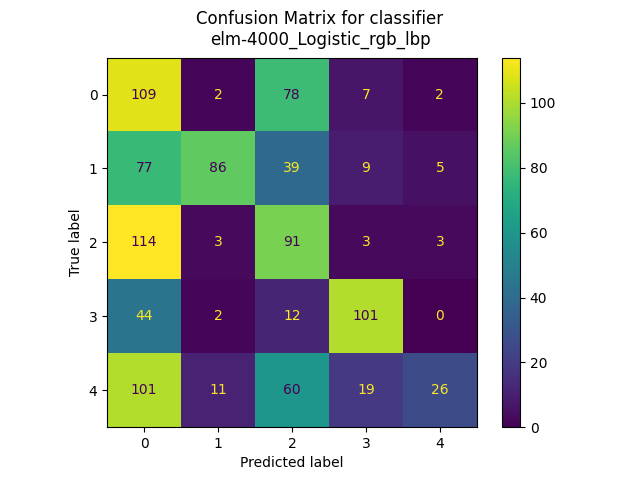 Confusion Matrix for classifier
elm-4000_Logistic_rgb_lbp
True label
0 109 2 78 7 2
1 77 86 39 9 5
2 114 3 91 3 3
3 44 2 12 101 0
4 101 11 60 19 26
0 1 2 3 4
Predicted label
100
80
60
40
20
0